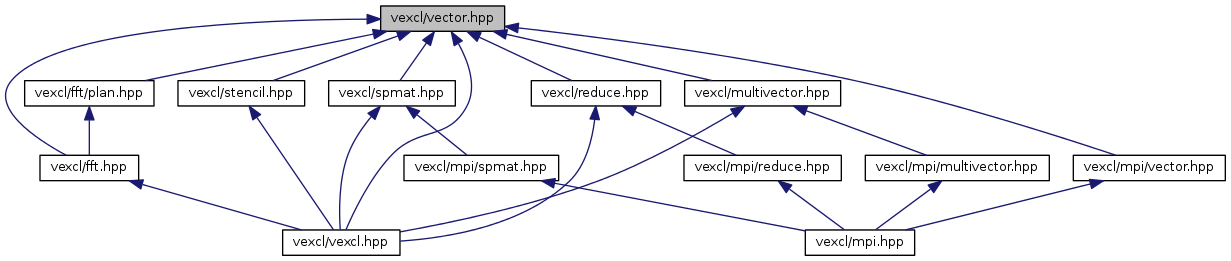 vexcl/vector.hpp
vexcl/fft/plan.hpp
vexcl/stencil.hpp
vexcl/spmat.hpp
vexcl/reduce.hpp
vexcl/multivector.hpp
vexcl/fft.hpp
vexcl/mpi/spmat.hpp
vexcl/mpi/reduce.hpp
vexcl/mpi/multivector.hpp
vexcl/mpi/vector.hpp
vexcl/vexcl.hpp
vexcl/mpi.hpp